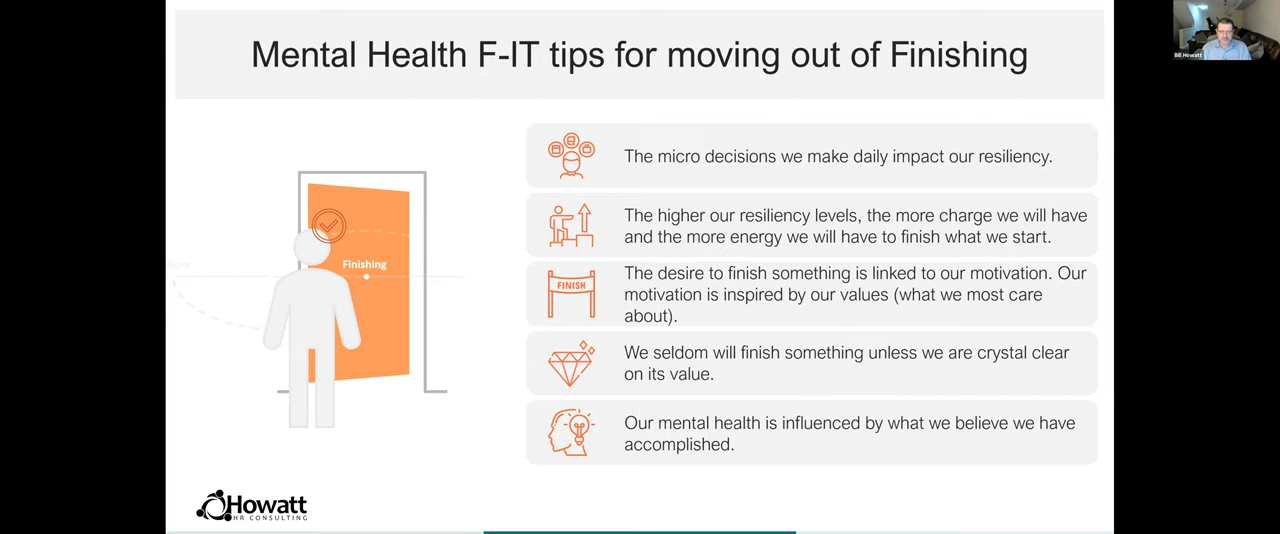 Mental Health F-IT tips for moving out of Finishing
Bill Howatt
The micro decisions we make daily impact our resiliency.
The higher our resiliency levels, the more charge we will have
and the more energy we will have to finish what we start.
Finishing
FINISH
The desire to finish something is linked to our motivation. Our
motivation is inspired by our values (what we most care
about).
We seldom will finish something unless we are crystal clear
on its value.
Our mental health is influenced by what we believe we have
accomplished.
Howatt
HR CONSULTING